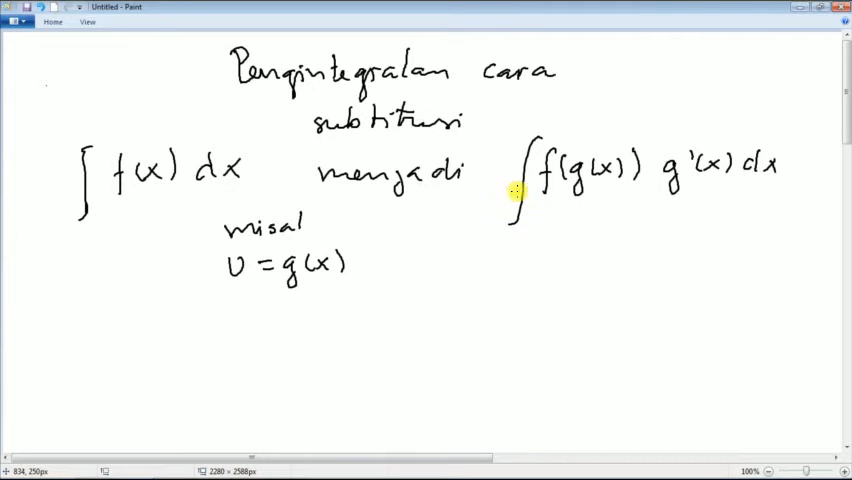 Untitled - Paint
Home View
Pengintegralan cara
subtitusi
∫ f(x) dx menjadi ∫ f(g(x)) g'(x) dx
misal
u = g(x)
834, 250px 2280 × 2588px 100%